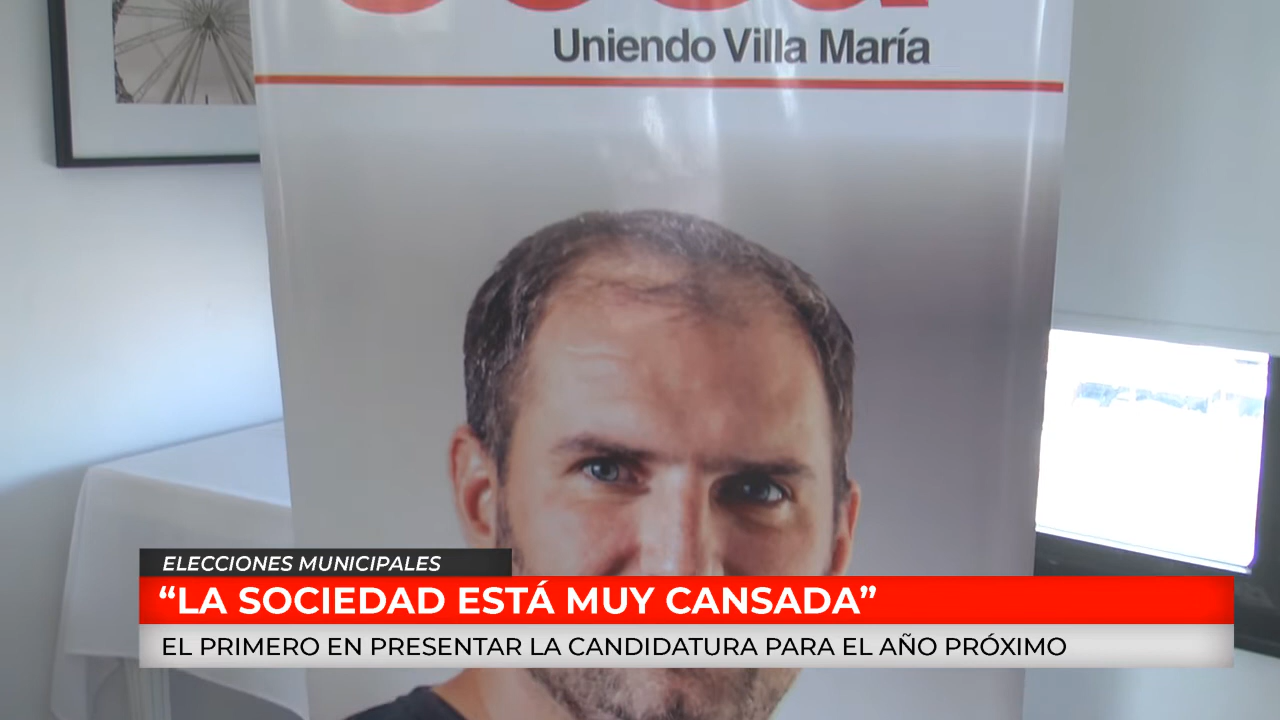 Uniendo Villa María
ELECCIONES MUNICIPALES
“LA SOCIEDAD ESTÁ MUY CANSADA”
EL PRIMERO EN PRESENTAR LA CANDIDATURA PARA EL AÑO PRÓXIMO